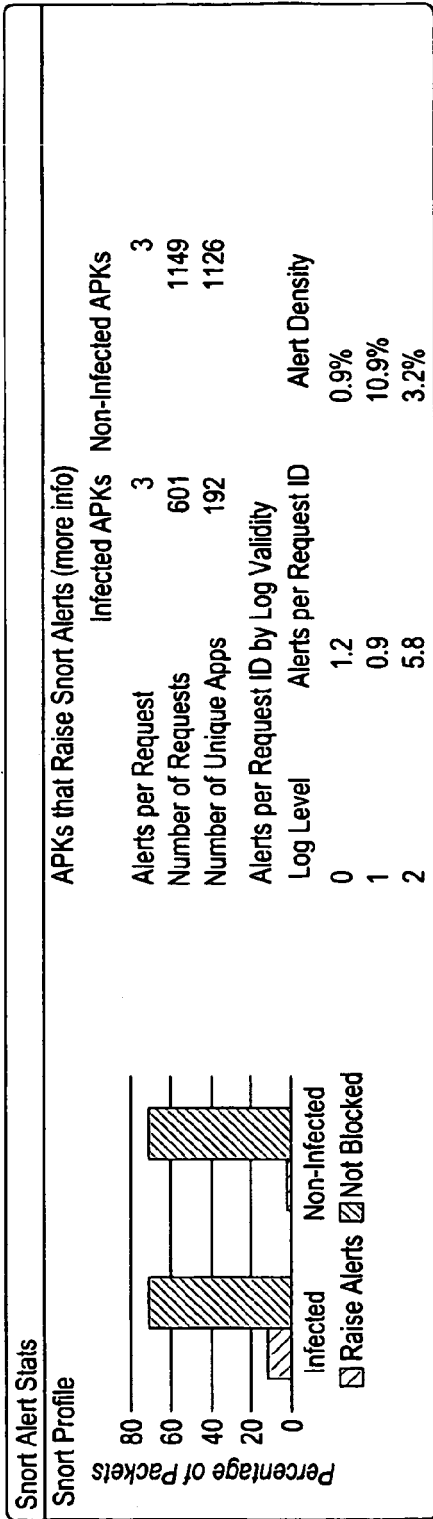 Snort Alert Stats
Snort Profile
Percentage of Packets
80
60
40
20
0
Infected Non-Infected
Raise Alerts Not Blocked
APKs that Raise Snort Alerts (more info)
Infected APKs Non-Infected APKs
Alerts per Request 3 3
Number of Requests 601 1149
Number of Unique Apps 192 1126
Alerts per Request ID by Log Validity
Log Level Alerts per Request ID Alert Density
0 1.2 0.9%
1 0.9 10.9%
2 5.8 3.2%